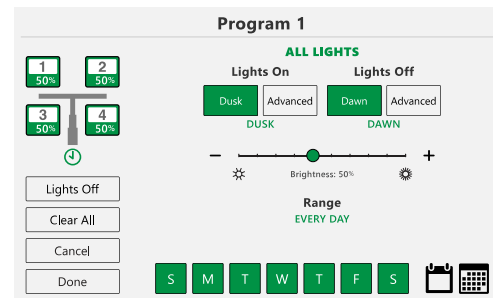 Program 1
ALL LIGHTS
Lights On Lights Off
1 2
50% 50%
Dusk Advanced Dawn Advanced
DUSK DAWN
3 4
50% 50%
− +
Brightness: 50%
Lights Off
Clear All
Cancel
Done
Range
EVERY DAY
S M T W T F S